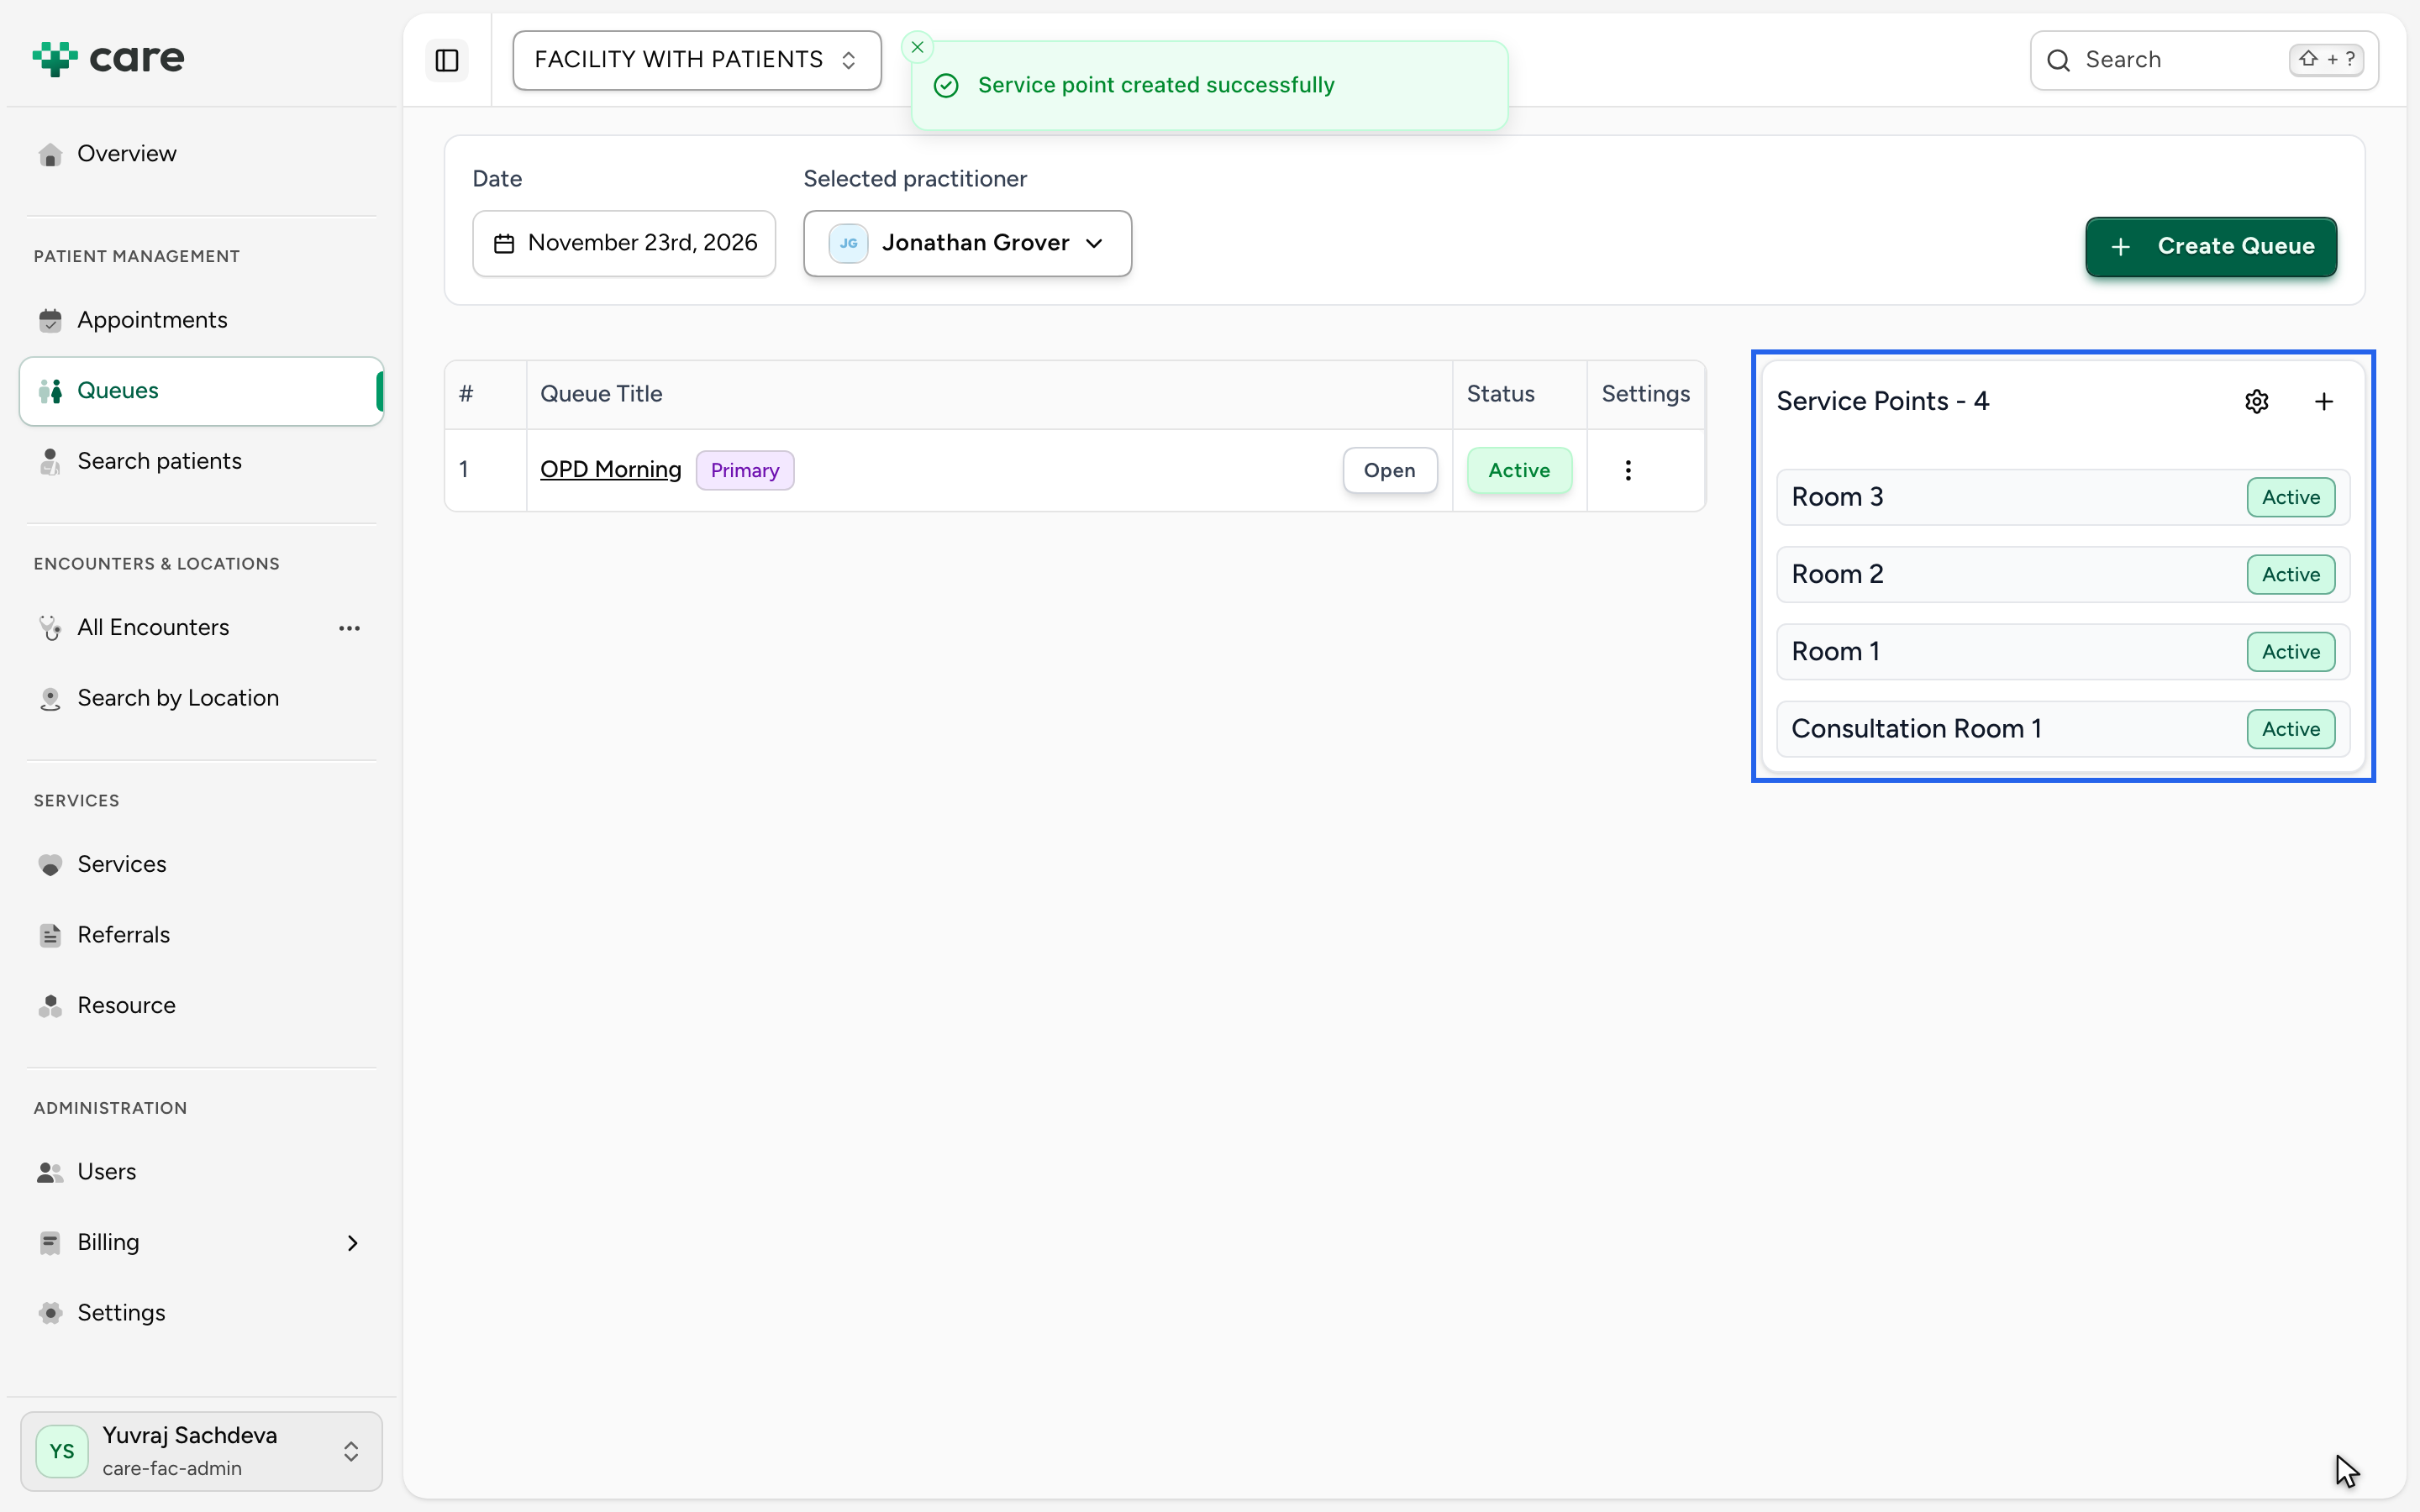 care
FACILITY WITH PATIENTS
Service point created successfully
Search
+ ?
Overview
PATIENT MANAGEMENT
Appointments
Queues
Search patients
ENCOUNTERS & LOCATIONS
All Encounters
Search by Location
SERVICES
Services
Referrals
Resource
ADMINISTRATION
Users
Billing
Settings
YS
Yuvraj Sachdeva
care-fac-admin
Date
November 23rd, 2026
Selected practitioner
JG Jonathan Grover
+ Create Queue
# Queue Title Status Settings
1 OPD Morning Primary Open Active
Service Points - 4
Room 3 Active
Room 2 Active
Room 1 Active
Consultation Room 1 Active